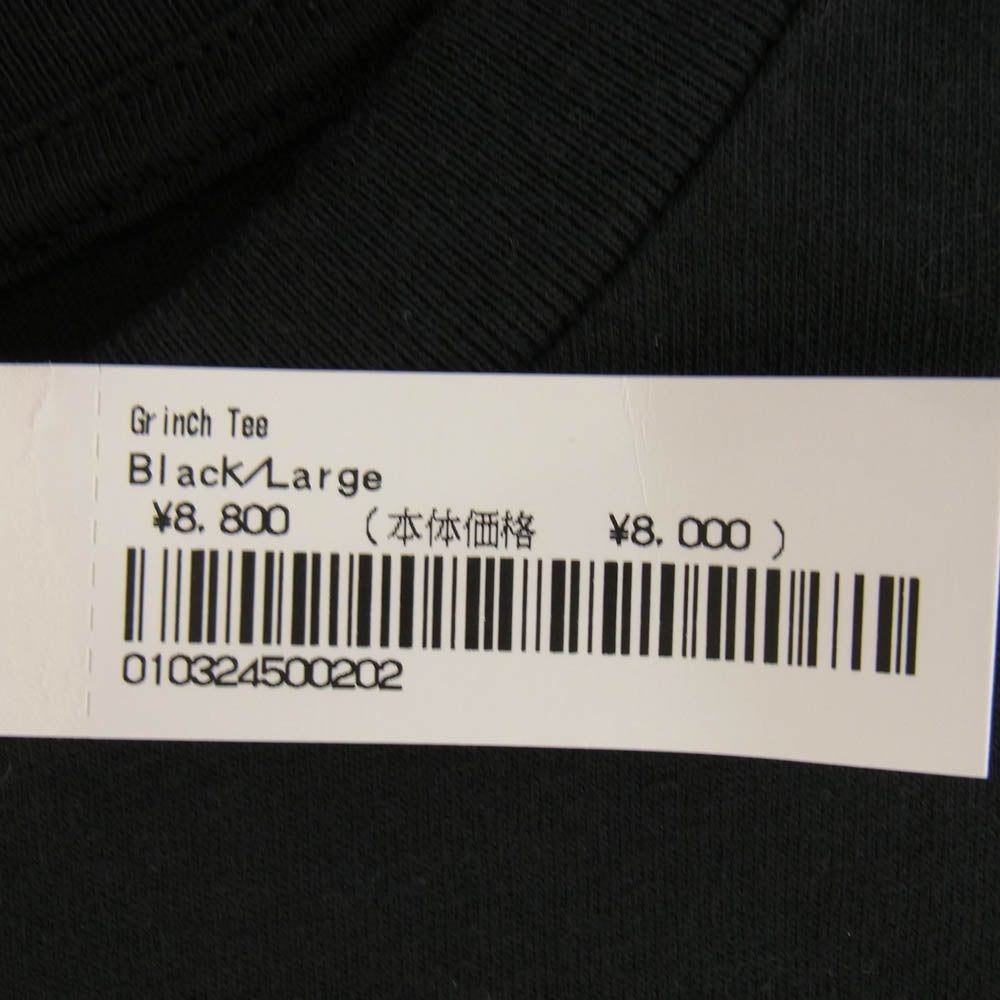 Grinch Tee
Black/Large
¥8.800 (本体価格 ¥8.000)
010324500202